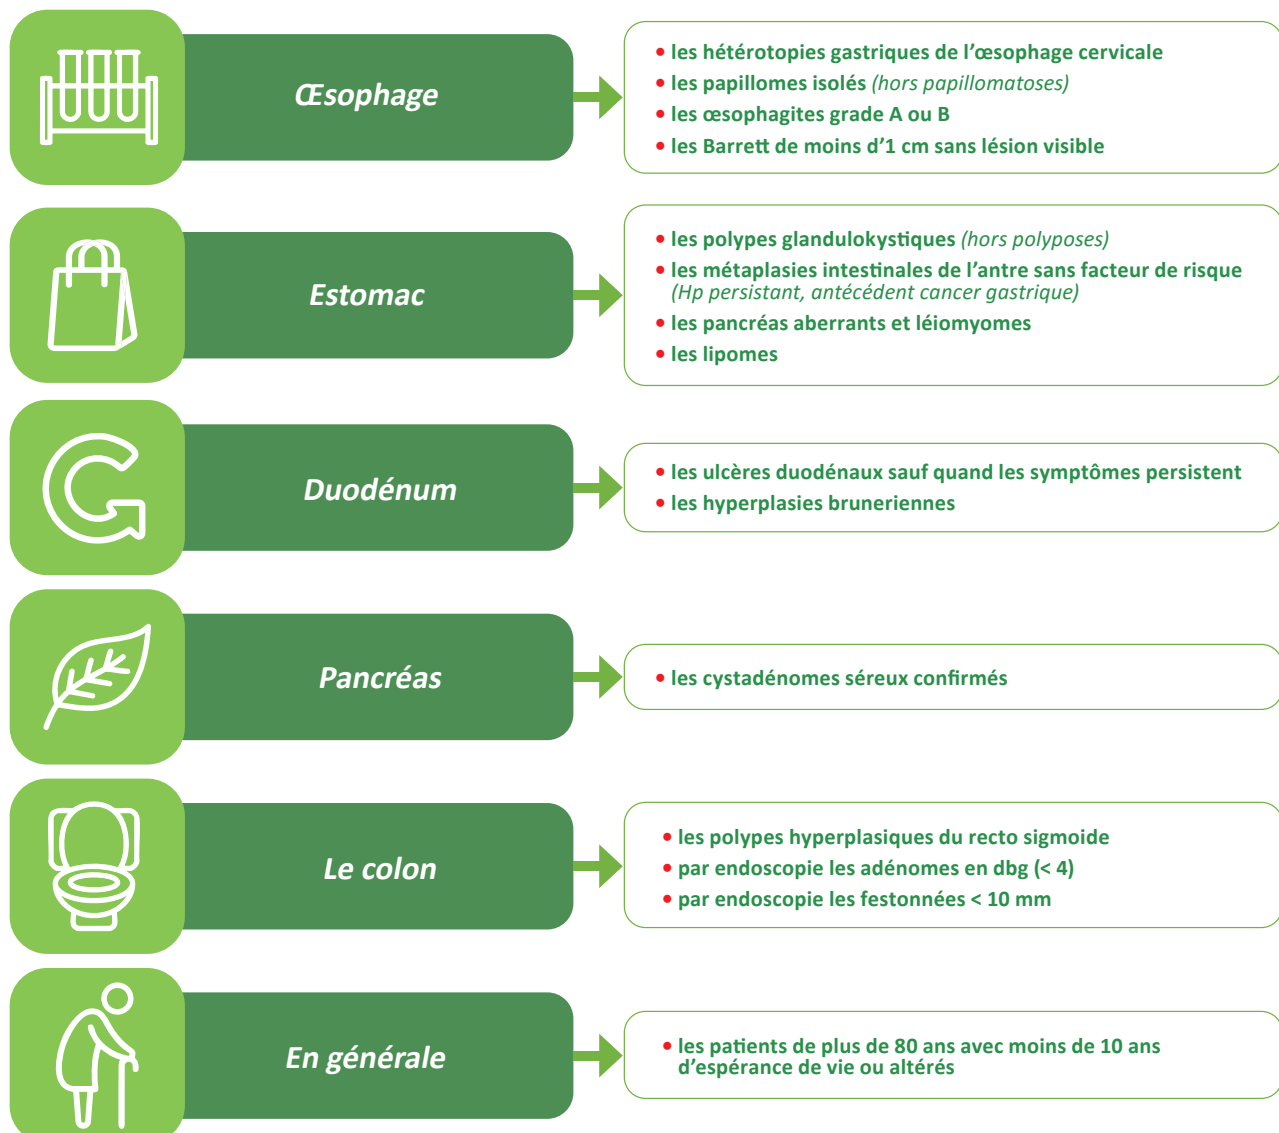 Œsophage
• les hétérotopies gastriques de l'œsophage cervicale
• les papillomes isolés (hors papillomatoses)
• les œsophagites grade A ou B
• les Barrett de moins d'1 cm sans lésion visible
Estomac
• les polypes glandulokystiques (hors polyposes)
• les métaplasies intestinales de l'antre sans facteur de risque
(Hp persistant, antécédent cancer gastrique)
• les pancréas aberrants et léiomyomes
• les lipomes
Duodénum
• les ulcères duodénaux sauf quand les symptômes persistent
• les hyperplasies bruneriennes
Pancréas
• les cystadénomes séreux confirmés
Le colon
• les polypes hyperplasiques du recto sigmoide
• par endoscopie les adénomes en dbg (< 4)
• par endoscopie les festonnées < 10 mm
En générale
• les patients de plus de 80 ans avec moins de 10 ans
d'espérance de vie ou altérés